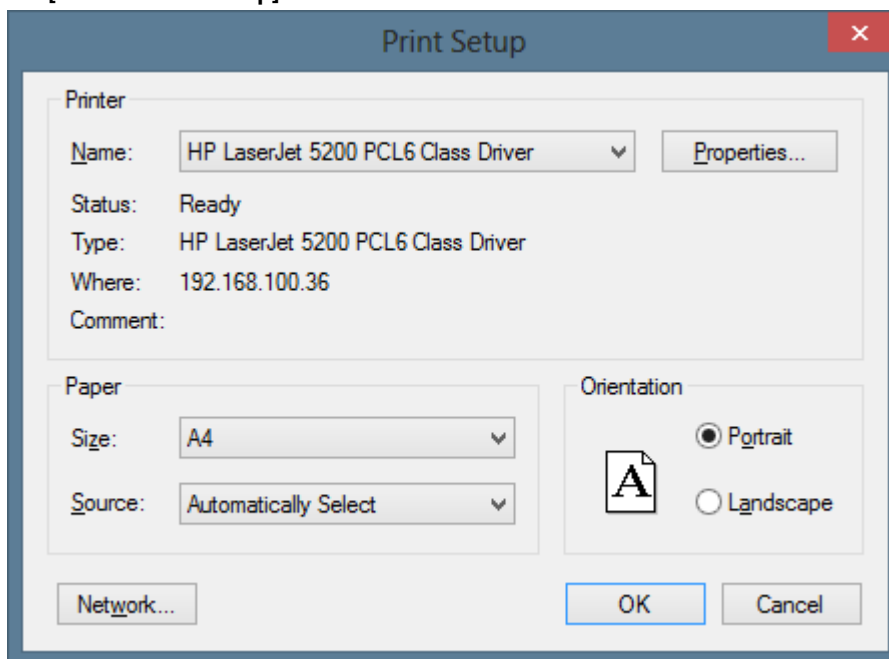 Print Setup
Printer
Name: HP LaserJet 5200 PCL6 Class Driver Properties...
Status: Ready
Type: HP LaserJet 5200 PCL6 Class Driver
Where: 192.168.100.36
Comment:
Paper
Size: A4
Source: Automatically Select
Orientation
A
Portrait
Landscape
Network... OK Cancel